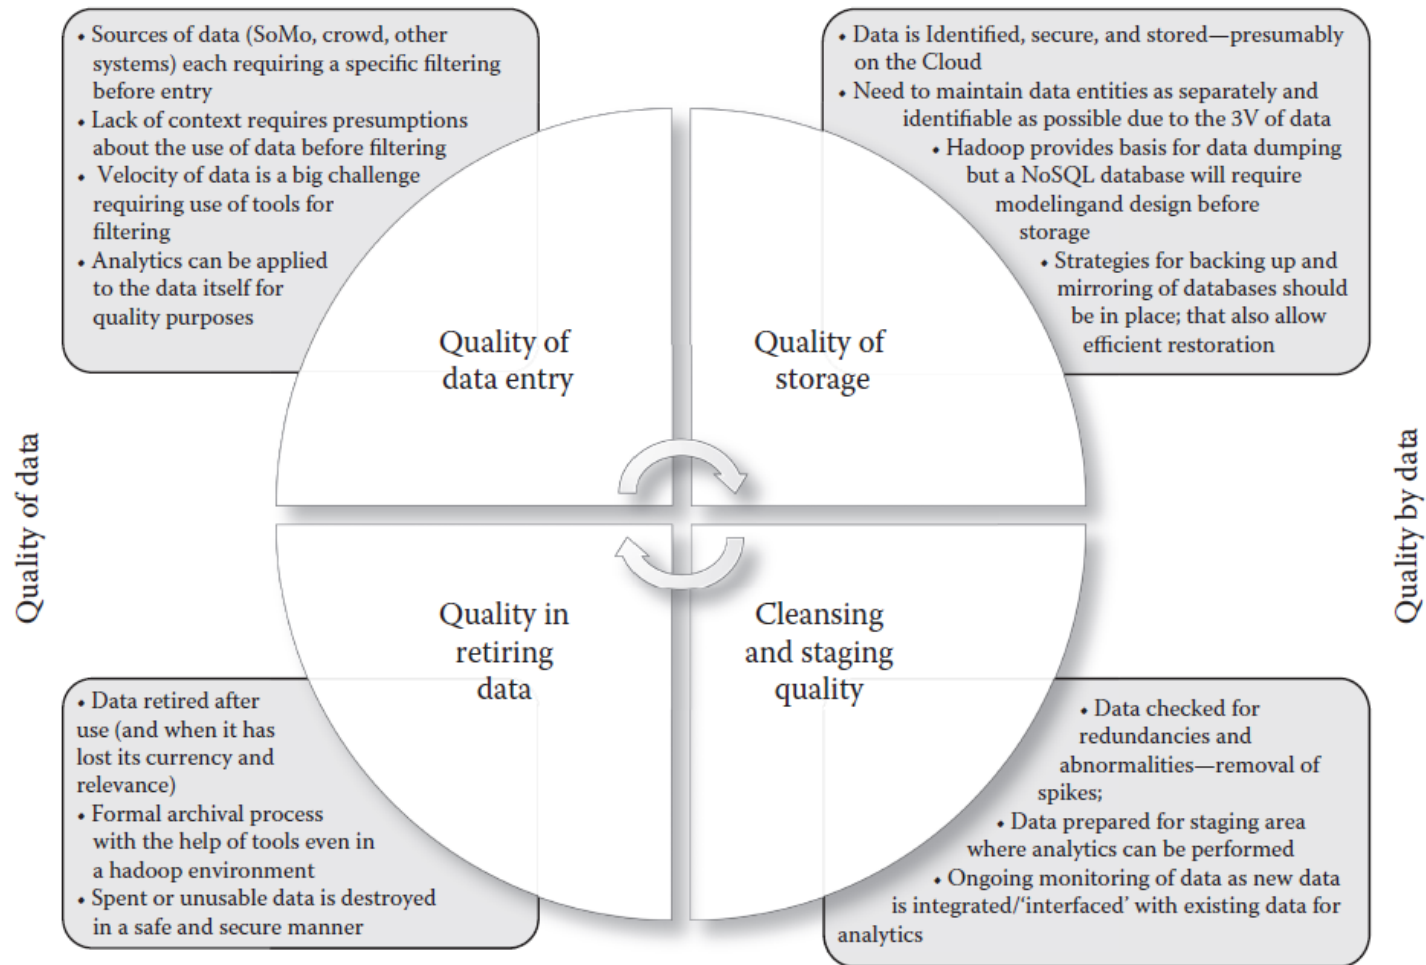 • Sources of data (SoMo, crowd, other
systems) each requiring a specific filtering
before entry
• Lack of context requires presumptions
about the use of data before filtering
• Velocity of data is a big challenge
requiring use of tools for
filtering
• Analytics can be applied
to the data itself for
quality purposes
• Data is Identified, secure, and stored—presumably
on the Cloud
• Need to maintain data entities as separately and
identifiable as possible due to the 3V of data
• Hadoop provides basis for data dumping
but a NoSQL database will require
modelingand design before
storage
• Strategies for backing up and
mirroring of databases should
be in place; that also allow
efficient restoration
Quality of
data entry
Quality of
storage
Quality of data
Quality by data
Quality in
retiring
data
Cleansing
and staging
quality
• Data retired after
use (and when it has
lost its currency and
relevance)
• Formal archival process
with the help of tools even in
a hadoop environment
• Spent or unusable data is destroyed
in a safe and secure manner
• Data checked for
redundancies and
abnormalities—removal of
spikes;
• Data prepared for staging area
where analytics can be performed
• Ongoing monitoring of data as new data
is integrated/‘interfaced’ with existing data for
analytics